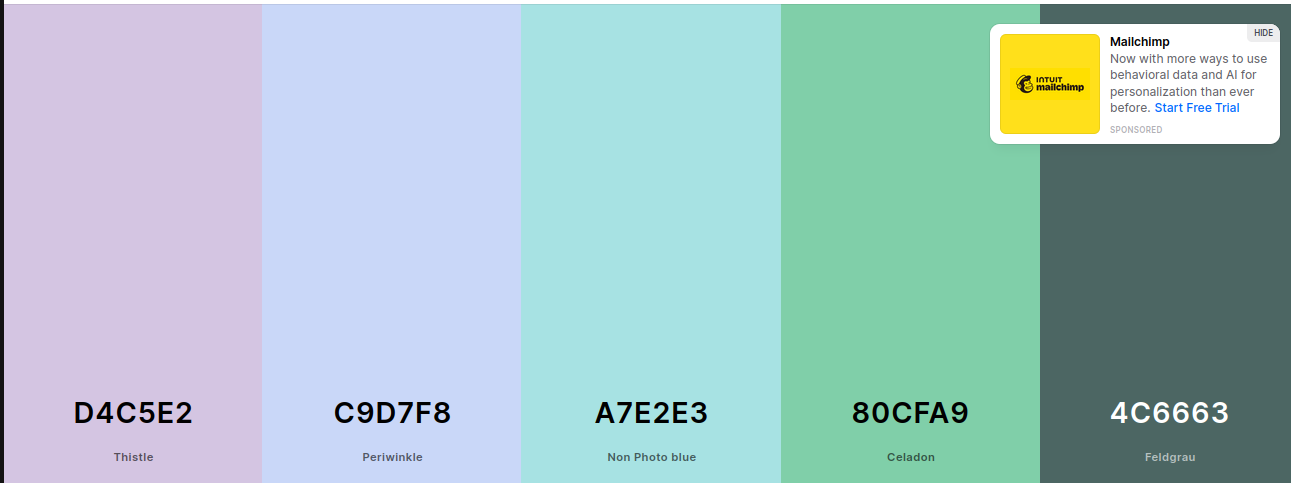 HIDE
Mailchimp
Now with more ways to use
behavioral data and AI for
personalization than ever
before. Start Free Trial
SPONSORED
INTUIT
mailchimp
D4C5E2
Thistle
C9D7F8
Periwinkle
A7E2E3
Non Photo blue
80CFA9
Celadon
4C6663
Feldgrau